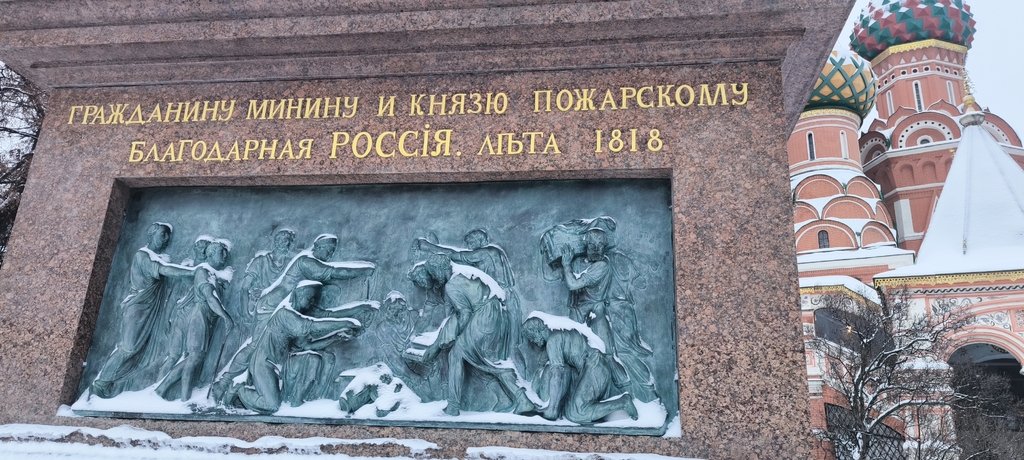 ГРАЖДАНИНУ МИНИНУ И КНЯЗЮ ПОЖАРСКОМУ
БЛАГОДАРНАЯ РОССІЯ. ЛѢТА 1818